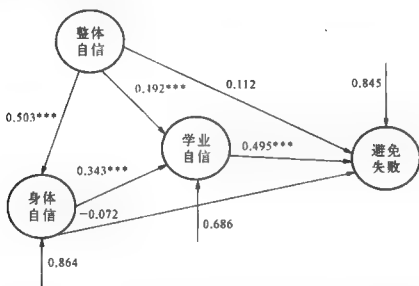 整体
自信
0.503***
0.492***
0.112
0.845
学业
自信
0.343***
0.495***
避免
失败
身体
自信
-0.072
0.686
0.864